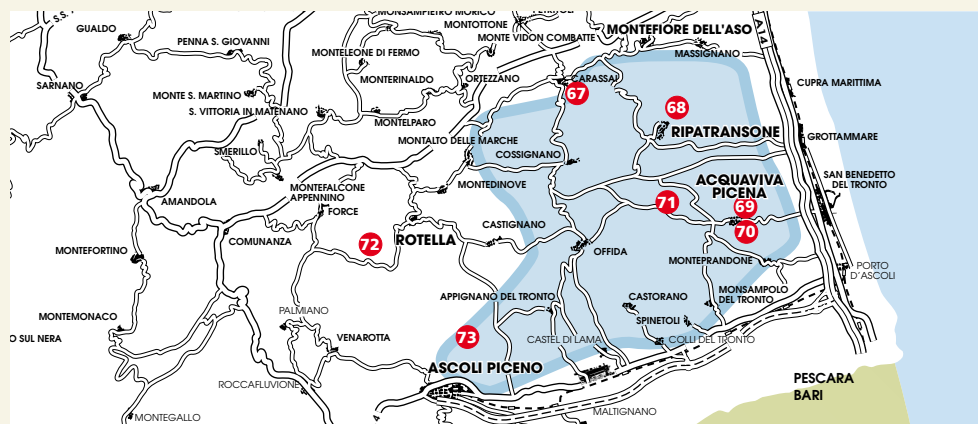 S.S.
GUALDO
PENNA S. GIOVANNI
MONSAMPIETRO MORICO
MONTOTTONE
MONTE VIDON COMBATTE
MONTEFIORE DELL'ASO
MASSIGNANO
A14
MONTELEONE DI FERMO
SARNANO
MONTERINALDO
ORTEZZANO
CARASSAI
CUPRA MARITTIMA
67
MONTE S. MARTINO
S. VITTORIA IN MATENANO
68
MONTELPARO
RIPATRANSONE
GROTTAMMARE
MONTALTO DELLE MARCHE
SMERILLO
COSSIGNANO
SAN BENEDETTO
DEL TRONTO
ACQUAVIVA
PICENA
MONTEFALCONE
APPENNINO
MONTEDINOVE
AMANDOLA
71
69
FORCE
CASTIGNANO
70
COMUNANZA
72
ROTELLA
OFFIDA
MONTEFORTINO
MONTEPRANDONE
PORTO
D'ASCOLI
APPIGNANO DEL TRONTO
CASTORANO
MONSAMPOLO
DEL TRONTO
PALMIANO
MONTEMONACO
SPINETOLI
O SUL NERA
VENAROTTA
73
CASTEL DI LAMA
COLLI DEL TRONTO
ASCOLI PICENO
PESCARA
BARI
ROCCAFLUVIONE
MONTEGALLO
MALTIGNANO